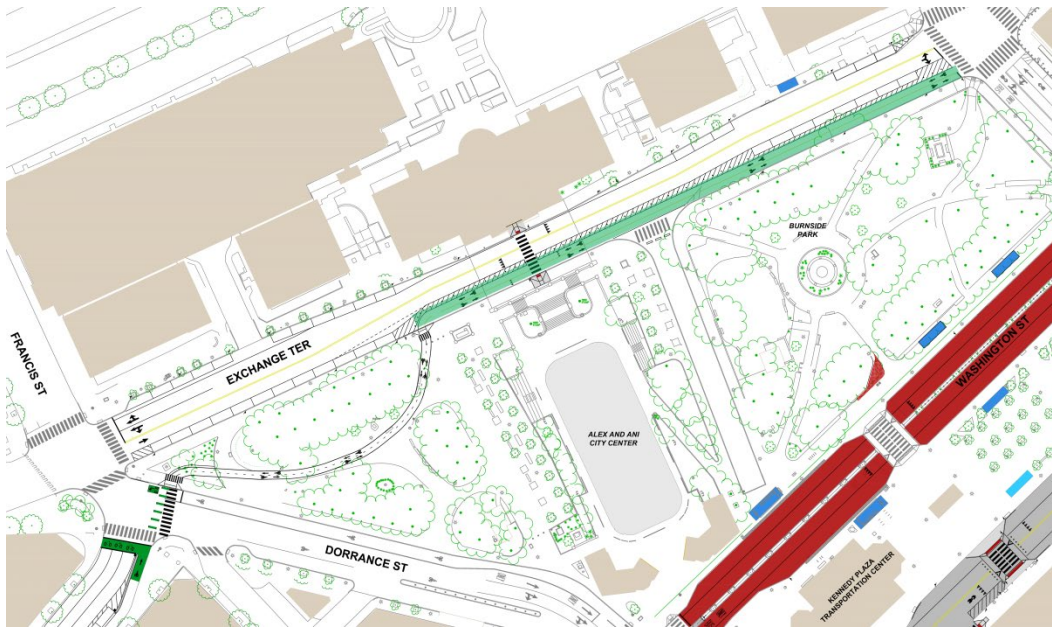 BURNSIDE
PARK
FRANCIS ST
EXCHANGE TER
WASHINGTON ST
ALEX AND ANI
CITY CENTER
DORRANCE ST
KENNEDY PLAZA
TRANSPORTATION CENTER